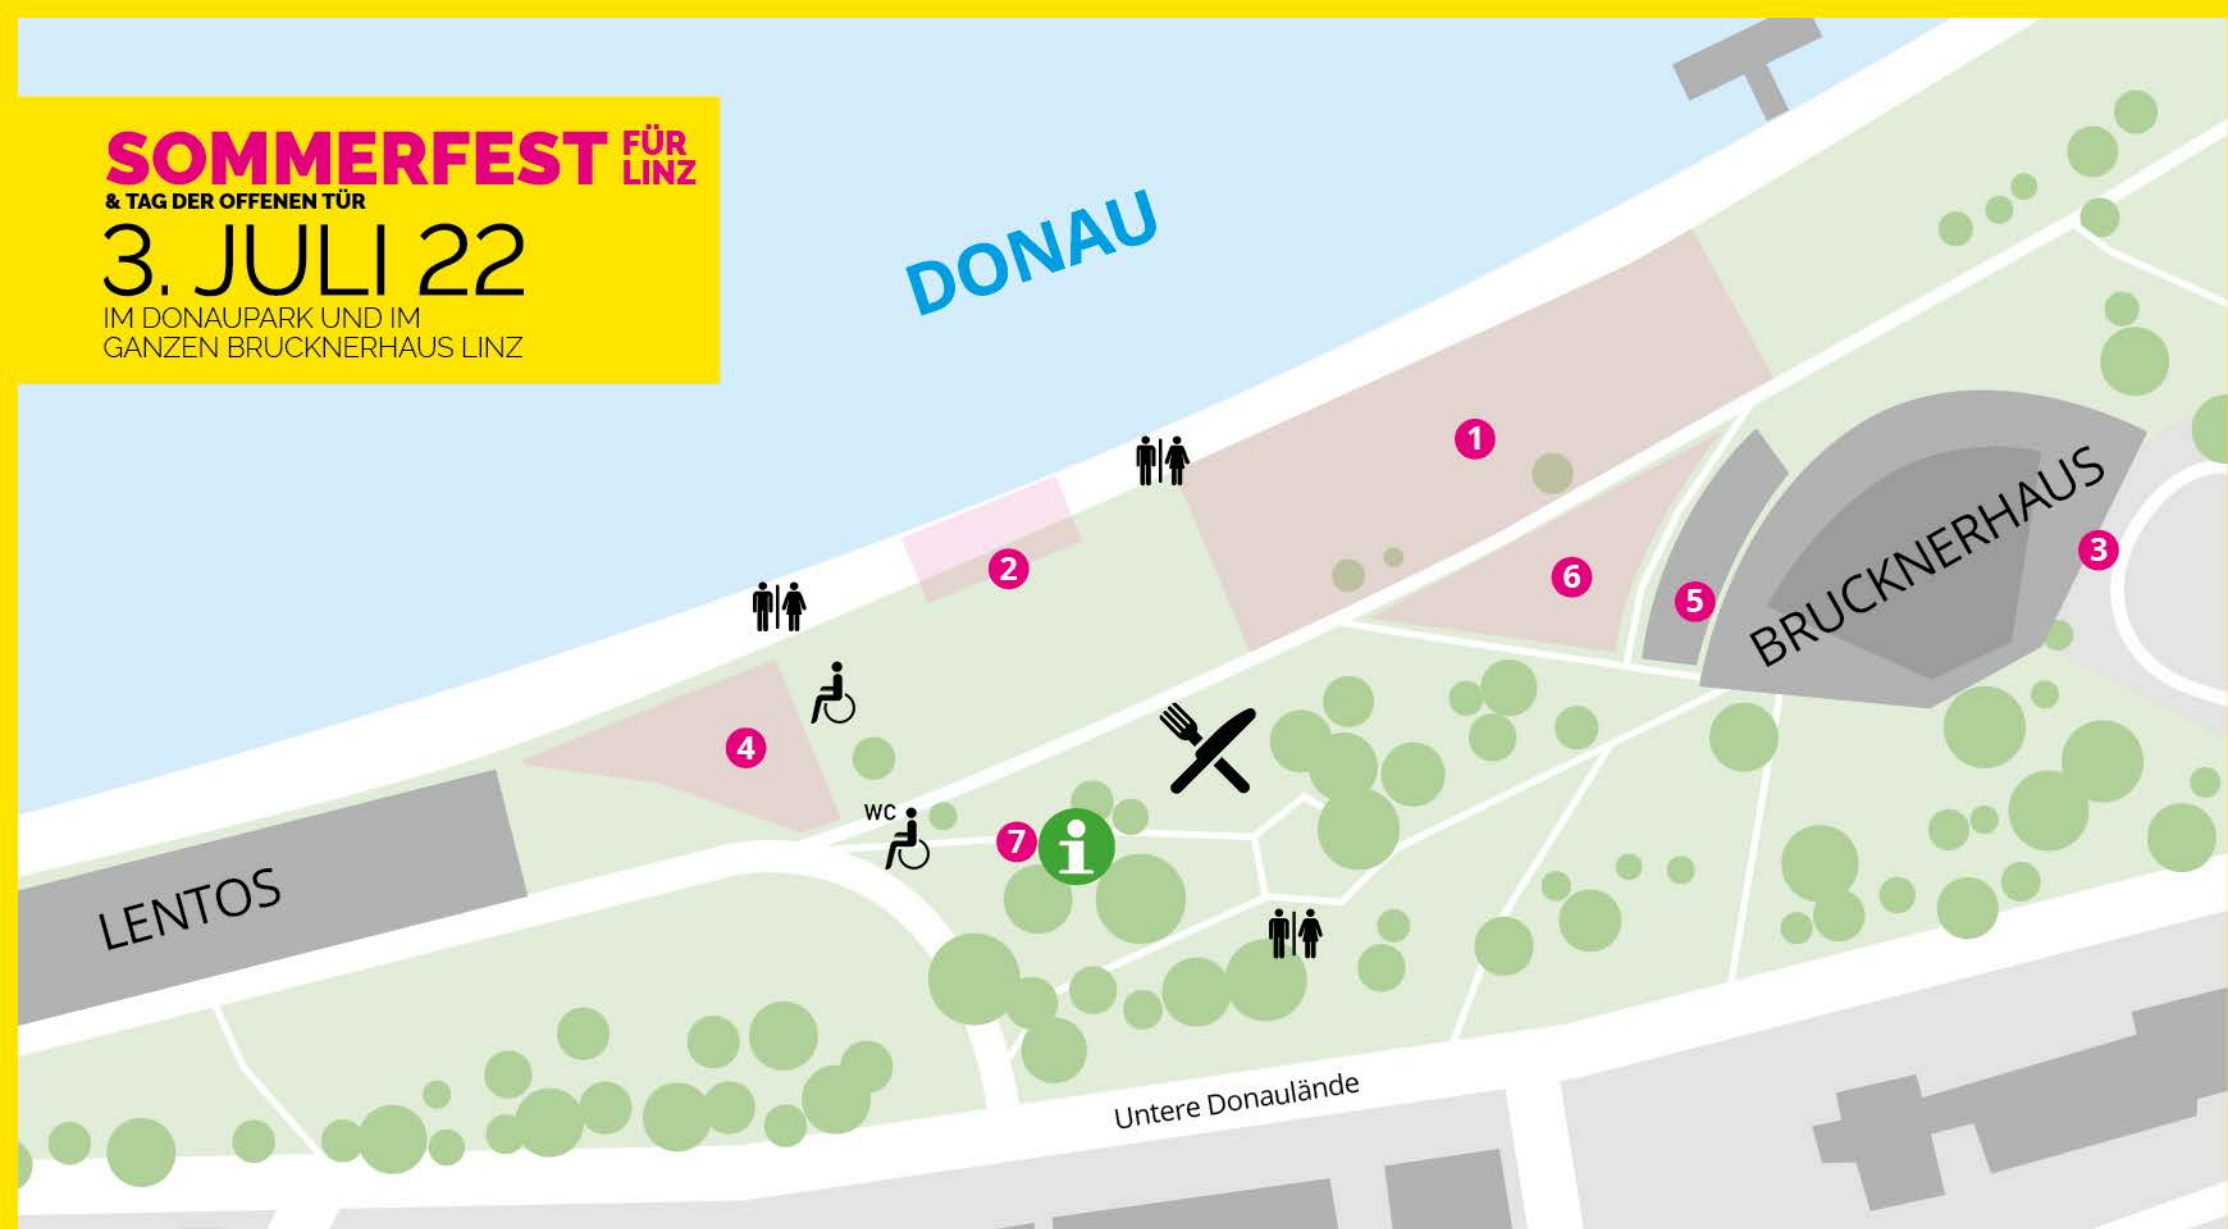 SOMMERFEST FÜR LINZ
& TAG DER OFFENEN TÜR
3. JULI 22
IM DONAUPARK UND IM
GANZEN BRUCKNERHAUS LINZ
DONAU
1
2
6
5
BRUCKNERHAUS
3
4
WC
7
i
LENTOS
Untere Donaulände